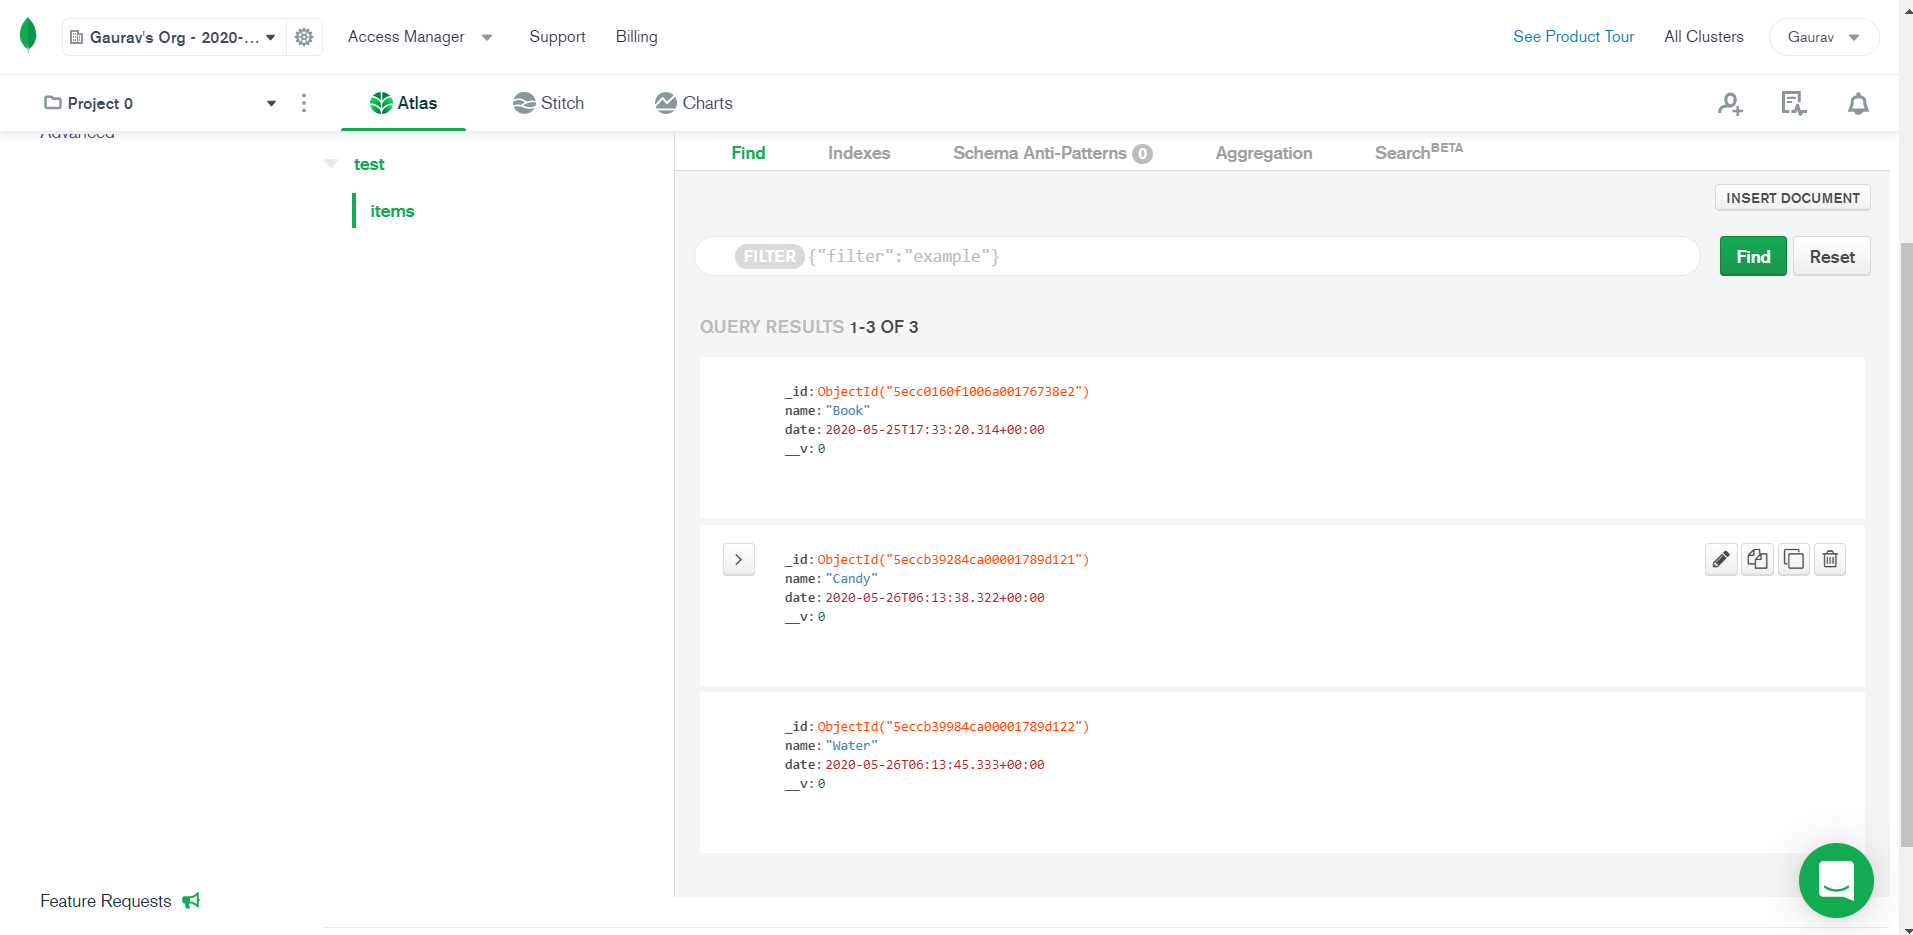 Gaurav's Org - 2020-... Access Manager Support Billing See Product Tour All Clusters Gaurav
Project 0 Atlas Stitch Charts
Advanced
test
items
Find Indexes Schema Anti-Patterns 0 Aggregation Search BETA
INSERT DOCUMENT
FILTER {"filter":"example"} Find Reset
QUERY RESULTS 1-3 OF 3
_id: ObjectId("5ecc0160f1006a00176738e2")
name: "Book"
date: 2020-05-25T17:33:20.314+00:00
__v: 0
_id: ObjectId("5eccb39284ca00001789d121")
name: "Candy"
date: 2020-05-26T06:13:38.322+00:00
__v: 0
_id: ObjectId("5eccb39984ca00001789d122")
name: "Water"
date: 2020-05-26T06:13:45.333+00:00
__v: 0
Feature Requests